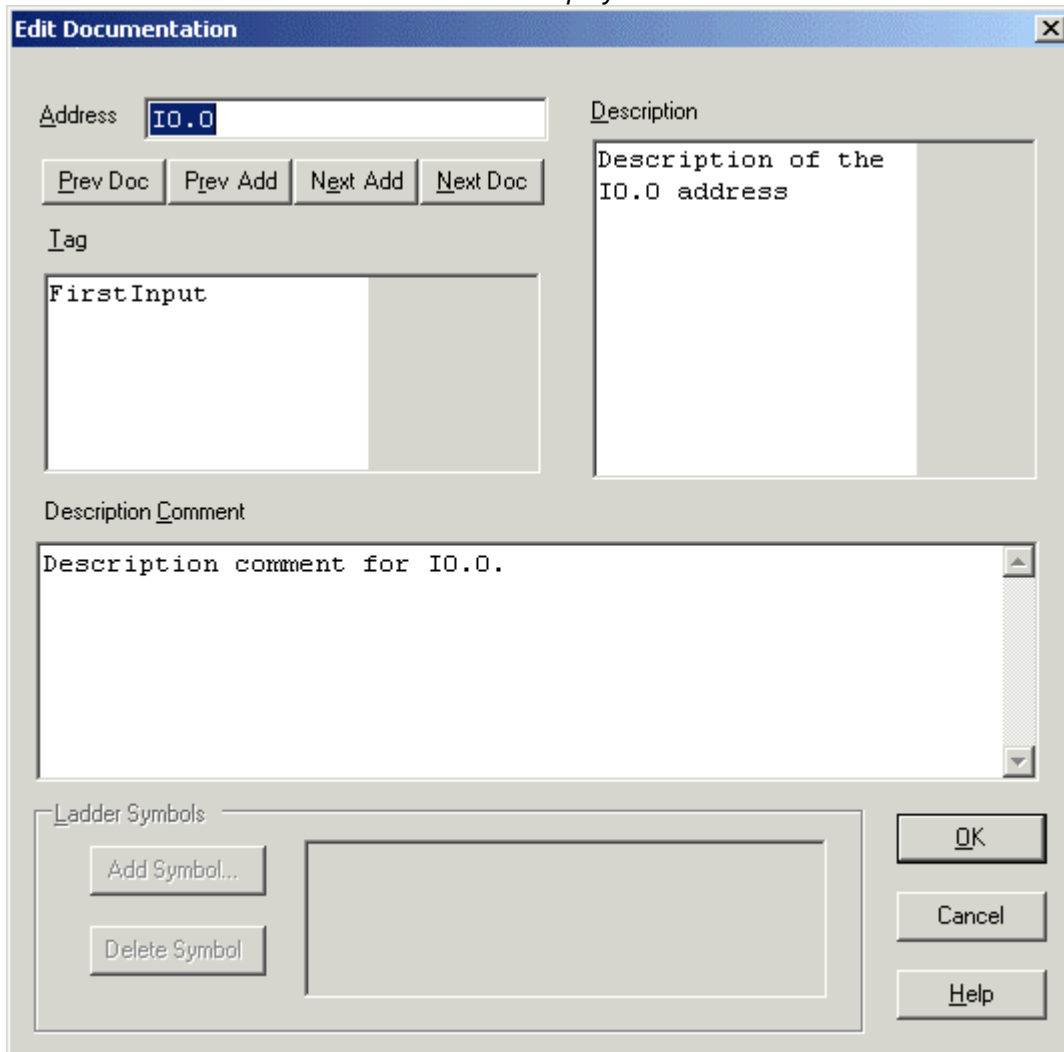 Edit Documentation
Address I0.0
Prev Doc Prev Add Next Add Next Doc
Tag
FirstInput
Description
Description of the
I0.0 address
Description Comment
Description comment for I0.0.
Ladder Symbols
Add Symbol...
Delete Symbol
OK
Cancel
Help